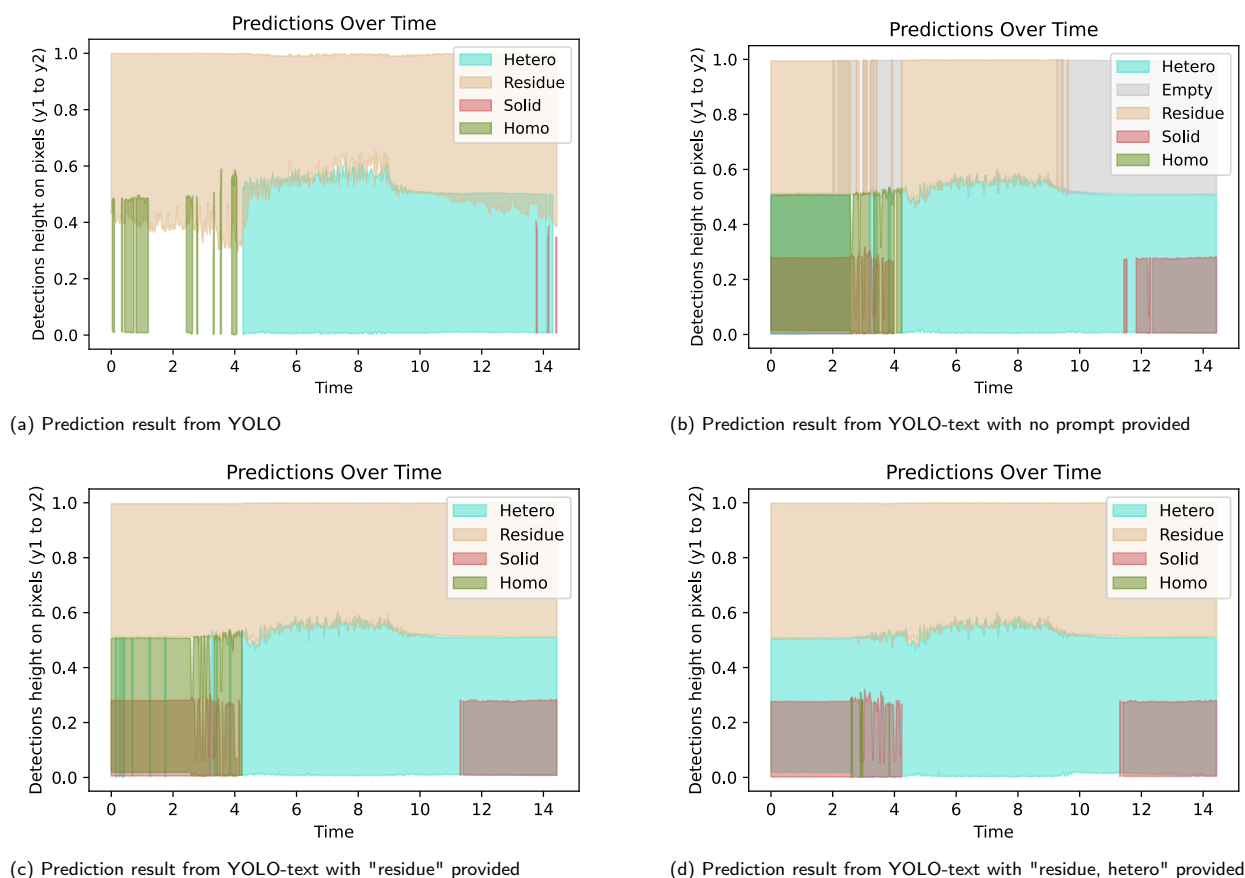 Predictions Over Time
Detections height on pixels (y1 to y2)
1.0
0.8
0.6
0.4
0.2
0.0
Hetero
Residue
Solid
Homo
0 2 4 6 8 10 12 14
Time
(a) Prediction result from YOLO
Predictions Over Time
Detections height on pixels (y1 to y2)
1.0
0.8
0.6
0.4
0.2
0.0
Hetero
Empty
Residue
Solid
Homo
0 2 4 6 8 10 12 14
Time
(b) Prediction result from YOLO-text with no prompt provided
Predictions Over Time
Detections height on pixels (y1 to y2)
1.0
0.8
0.6
0.4
0.2
0.0
Hetero
Residue
Solid
Homo
0 2 4 6 8 10 12 14
Time
(c) Prediction result from YOLO-text with "residue" provided
Predictions Over Time
Detections height on pixels (y1 to y2)
1.0
0.8
0.6
0.4
0.2
0.0
Hetero
Residue
Solid
Homo
0 2 4 6 8 10 12 14
Time
(d) Prediction result from YOLO-text with "residue, hetero" provided